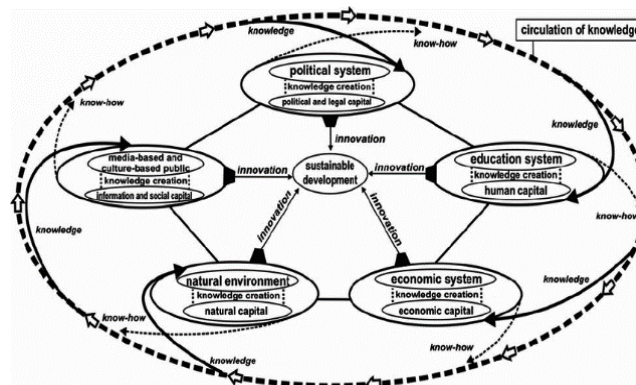 knowledge
know-how
circulation of knowledge
political system
knowledge creation
political and legal capital
know-how
knowledge
innovation
media-based and
culture-based public
knowledge creation
information and social capital
innovation
sustainable
development
innovation
education system
knowledge creation
human capital
know-how
knowledge
innovation
innovation
knowledge
natural environment
knowledge creation
natural capital
economic system
knowledge creation
economic capital
know-how
knowledge
know-how